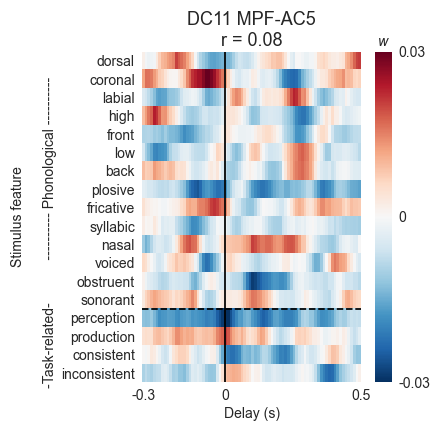 DC11 MPF-AC5
r = 0.08
w
dorsal
coronal
labial
high
front
low
back
plosive
fricative
syllabic
nasal
voiced
obstruent
sonorant
perception
production
consistent
inconsistent
Stimulus feature
-Task-related- ---------- Phonological ----------
0.03
0
-0.03
-0.3 0 0.5
Delay (s)